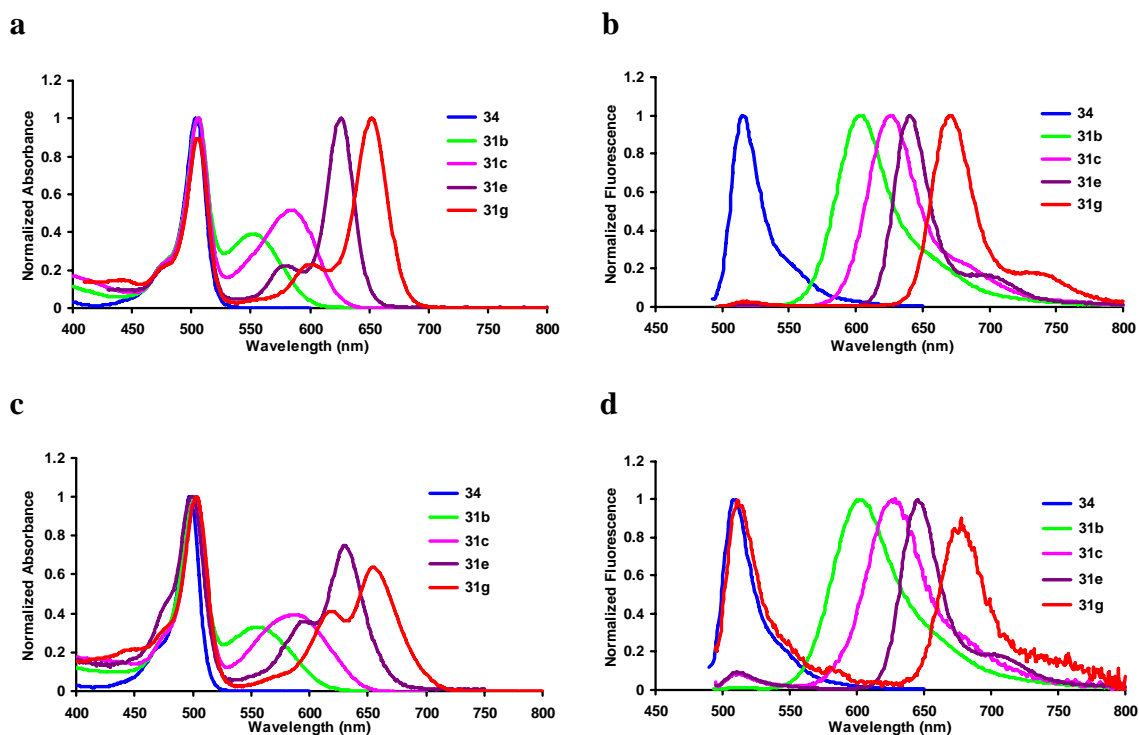 a
1.2
1
0.8
0.6
0.4
0.2
0
Normalized Absorbance
400 450 500 550 600 650 700 750 800
Wavelength (nm)
34
31b
31c
31e
31g
b
1.2
1
0.8
0.6
0.4
0.2
0
Normalized Fluorescence
450 500 550 600 650 700 750 800
Wavelength (nm)
34
31b
31c
31e
31g
c
1.2
1
0.8
0.6
0.4
0.2
0
Normalized Absorbance
400 450 500 550 600 650 700 750 800
Wavelength (nm)
34
31b
31c
31e
31g
d
1.2
1
0.8
0.6
0.4
0.2
0
Normalized Fluorescence
450 500 550 600 650 700 750 800
Wavelength (nm)
34
31b
31c
31e
31g